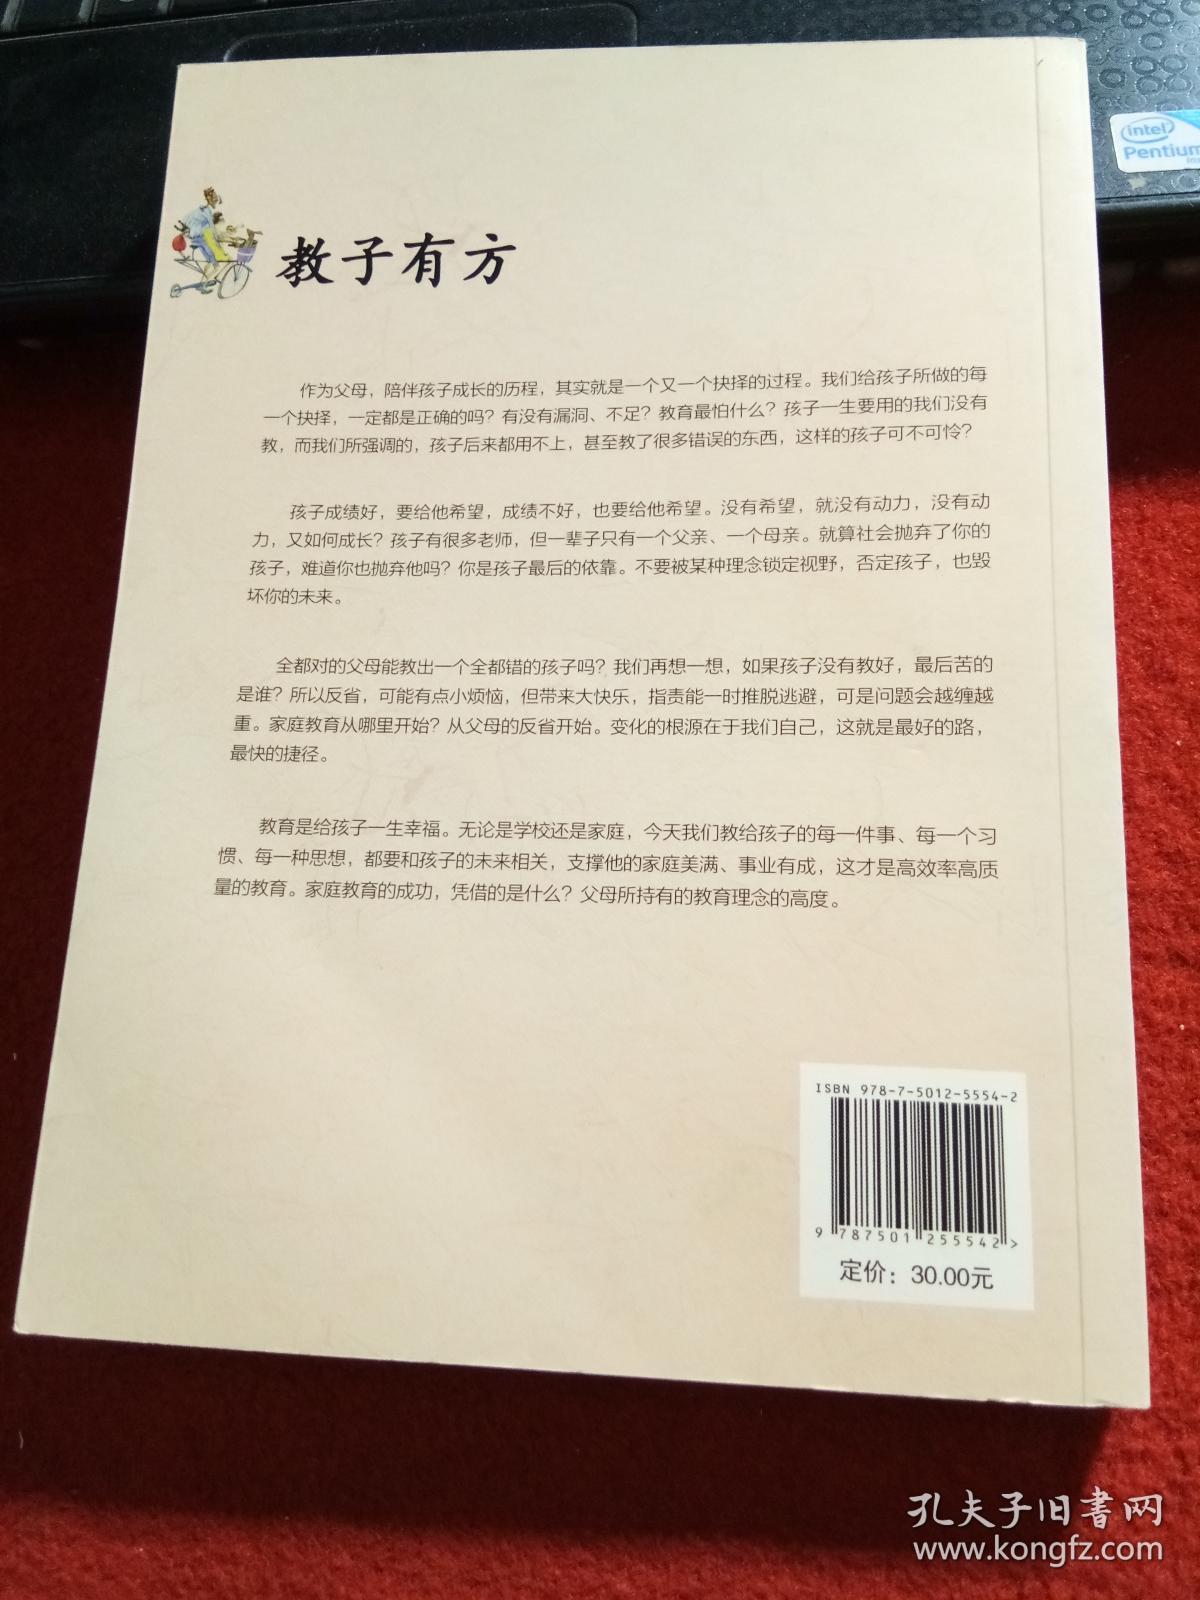 intel
Pentium
教子有方
作为父母，陪伴孩子成长的历程，其实就是一个又一个抉择的过程。我们给孩子所做的每
一个抉择，一定都是正确的吗？有没有漏洞、不足？教育最怕什么？孩子一生要用的我们没有
教，而我们所强调的，孩子后来都用不上，甚至教了很多错误的东西，这样的孩子可不可怜？
孩子成绩好，要给他希望，成绩不好，也要给他希望。没有希望，就没有动力，没有动
力，又如何成长？孩子有很多老师，但一辈子只有一个父亲、一个母亲。就算社会抛弃了你的
孩子，难道你也抛弃他吗？你是孩子最后的依靠。不要被某种理念锁定视野，否定孩子，也毁
坏你的未来。
全都对的父母能教出一个全都错的孩子吗？我们再想一想，如果孩子没有教好，最后苦的
是谁？所以反省，可能有点小烦恼，但带来大快乐，指责能一时推脱逃避，可是问题会越缠越
重。家庭教育从哪里开始？从父母的反省开始。变化的根源在于我们自己，这就是最好的路，
最快的捷径。
教育是给孩子一生幸福。无论是学校还是家庭，今天我们教给孩子的每一件事、每一个习
惯、每一种思想，都要和孩子的未来相关，支撑他的家庭美满、事业有成，这才是高效率高质
量的教育。家庭教育的成功，凭借的是什么？父母所持有的教育理念的高度。
ISBN 978-7-5012-5554-2
9 787501 255542 >
定价：30.00元
孔夫子旧书网
www.kongfz.com